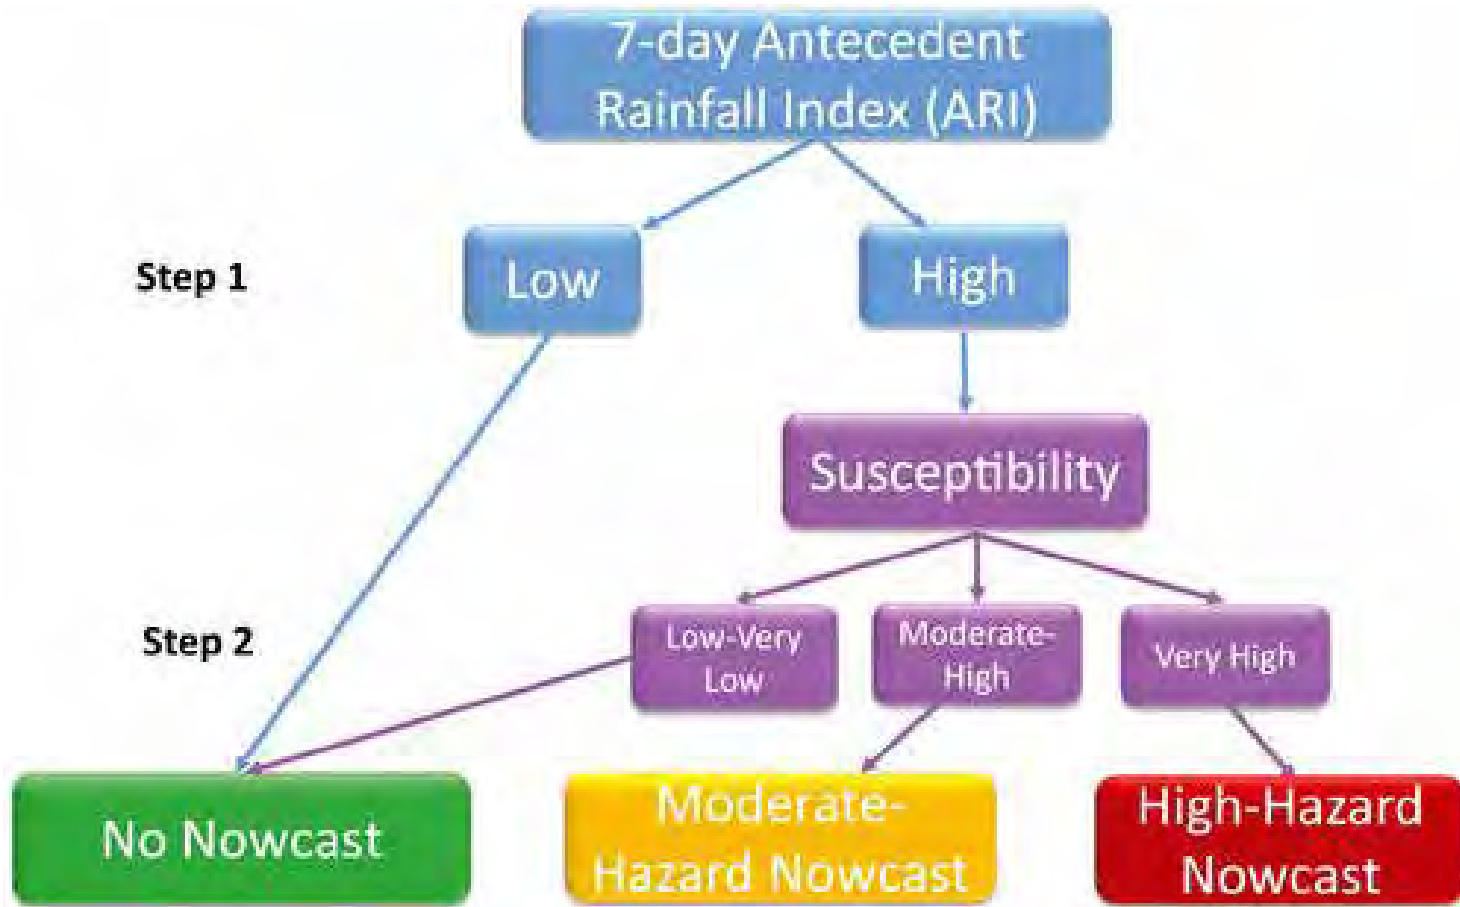 7-day Antecedent
Rainfall Index (ARI)
Step 1
Low
High
Susceptibility
Step 2
Low-Very
Low
Moderate-
High
Very High
No Nowcast
Moderate-
Hazard Nowcast
High-Hazard
Nowcast